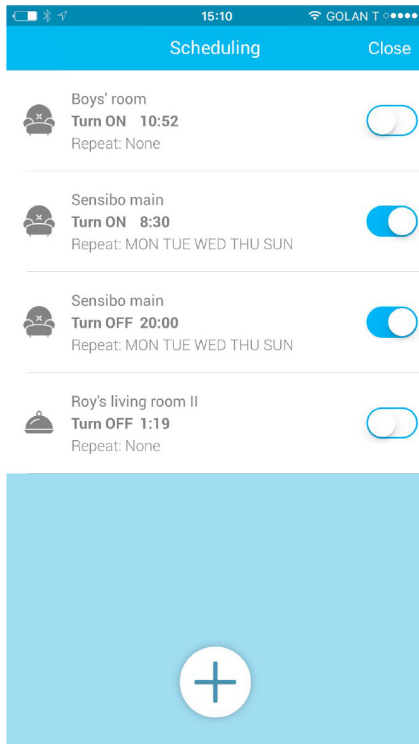 15:10
GOLAN T
Scheduling
Close
Boys' room
Turn ON 10:52
Repeat: None
Sensibo main
Turn ON 8:30
Repeat: MON TUE WED THU SUN
Sensibo main
Turn OFF 20:00
Repeat: MON TUE WED THU SUN
Roy's living room II
Turn OFF 1:19
Repeat: None